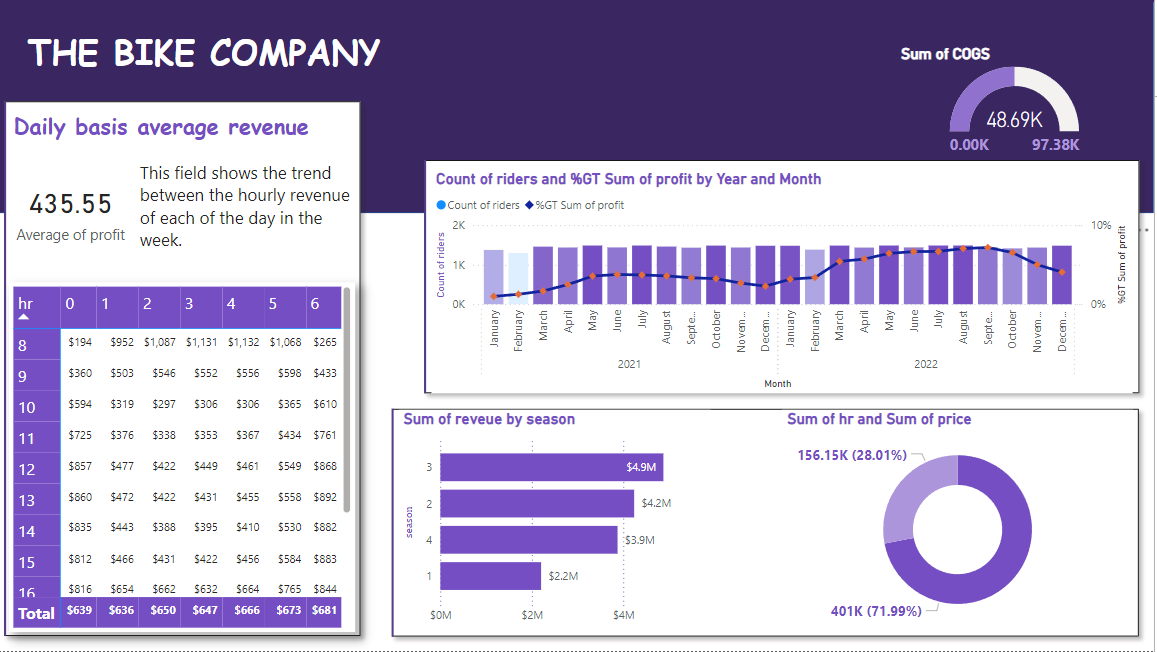 THE BIKE COMPANY
Sum of COGS
48.69K
0.00K 97.38K
Daily basis average revenue
435.55
Average of profit
This field shows the trend
between the hourly revenue
of each of the day in the
week.
hr 0 1 2 3 4 5 6
8 $194 $952 $1,087 $1,131 $1,132 $1,068 $265
9 $360 $503 $546 $552 $556 $598 $433
10 $594 $319 $297 $306 $306 $365 $610
11 $725 $376 $338 $353 $367 $434 $761
12 $857 $477 $422 $449 $461 $549 $868
13 $860 $472 $422 $431 $455 $558 $892
14 $835 $443 $388 $395 $410 $530 $882
15 $812 $466 $431 $422 $456 $584 $883
16 $816 $654 $662 $632 $664 $765 $844
Total $639 $636 $650 $647 $666 $673 $681
Count of riders and %GT Sum of profit by Year and Month
Count of riders %GT Sum of profit
2K
1K
0K
Count of riders
10%
0%
%GT Sum of profit
January February March April May June July August Septe... October Novem... Decem... January February March April May June July August Septe... October Novem... Decem...
2021 2022
Month
Sum of reveue by season
season
3 $4.9M
2 $4.2M
4 $3.9M
1 $2.2M
$0M $2M $4M
Sum of hr and Sum of price
156.15K (28.01%)
401K (71.99%)